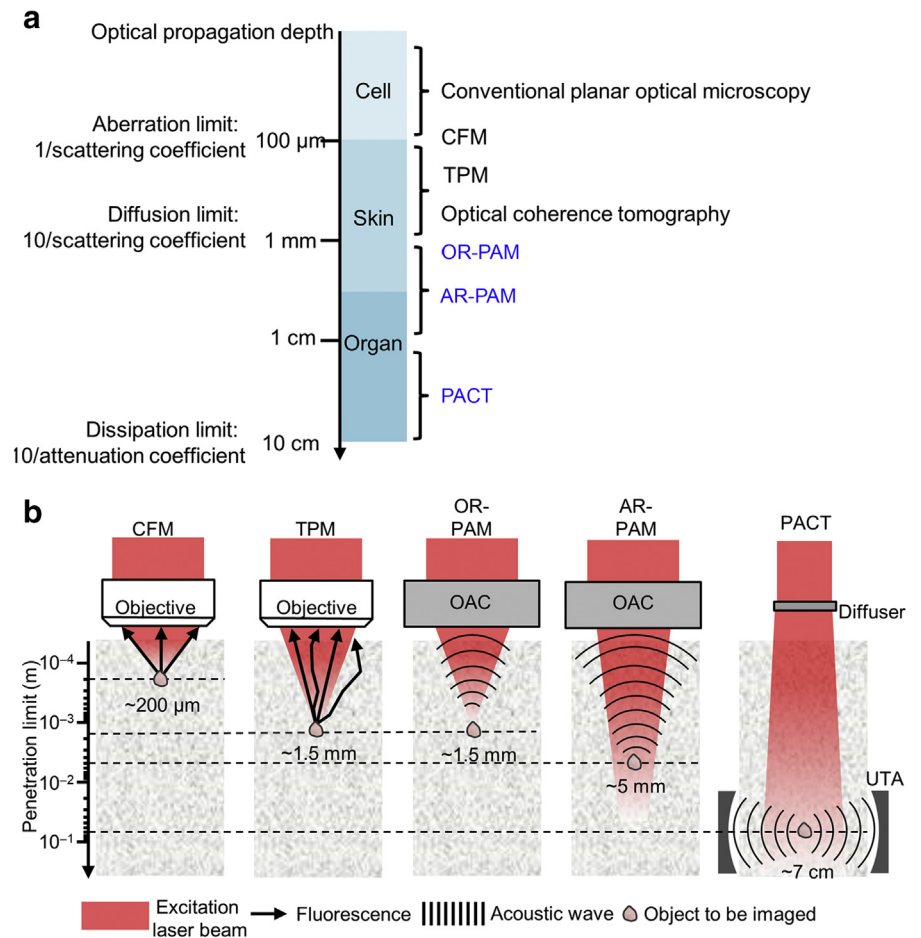 a
Optical propagation depth
Cell
Conventional planar optical microscopy
Aberration limit:
1/scattering coefficient
100 µm
CFM
TPM
Diffusion limit:
10/scattering coefficient
Skin
Optical coherence tomography
1 mm
OR-PAM
AR-PAM
1 cm
Organ
PACT
Dissipation limit:
10/attenuation coefficient
10 cm
b
CFM
TPM
OR-
PAM
AR-
PAM
PACT
Objective
Objective
OAC
OAC
Diffuser
Penetration limit (m)
10⁻⁴
10⁻³
10⁻²
10⁻¹
~200 µm
~1.5 mm
~1.5 mm
~5 mm
UTA
~7 cm
Excitation
laser beam
Fluorescence
Acoustic wave
Object to be imaged